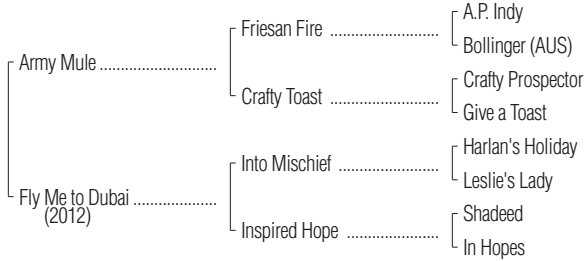 A.P. Indy
Friesan Fire ........................
Bollinger (AUS)
Army Mule ..........................
Crafty Prospector
Crafty Toast ........................
Give a Toast
Harlan's Holiday
Into Mischief ......................
Leslie's Lady
Fly Me to Dubai ..................
(2012)
Shadeed
Inspired Hope ....................
In Hopes